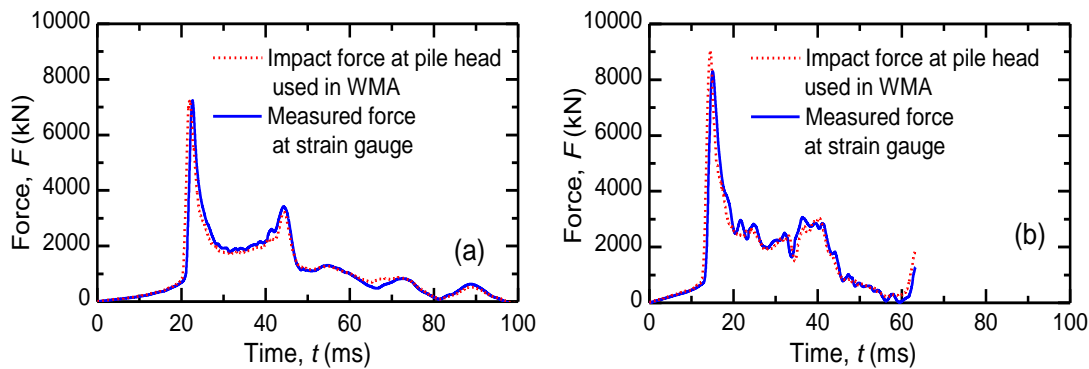 10000
8000
6000
4000
2000
0
0 20 40 60 80 100
Force, F (kN)
Time, t (ms)
Impact force at pile head
used in WMA
Measured force
at strain gauge
(a)
10000
8000
6000
4000
2000
0
0 20 40 60 80 100
Force, F (kN)
Time, t (ms)
Impact force at pile head
used in WMA
Measured force
at strain gauge
(b)